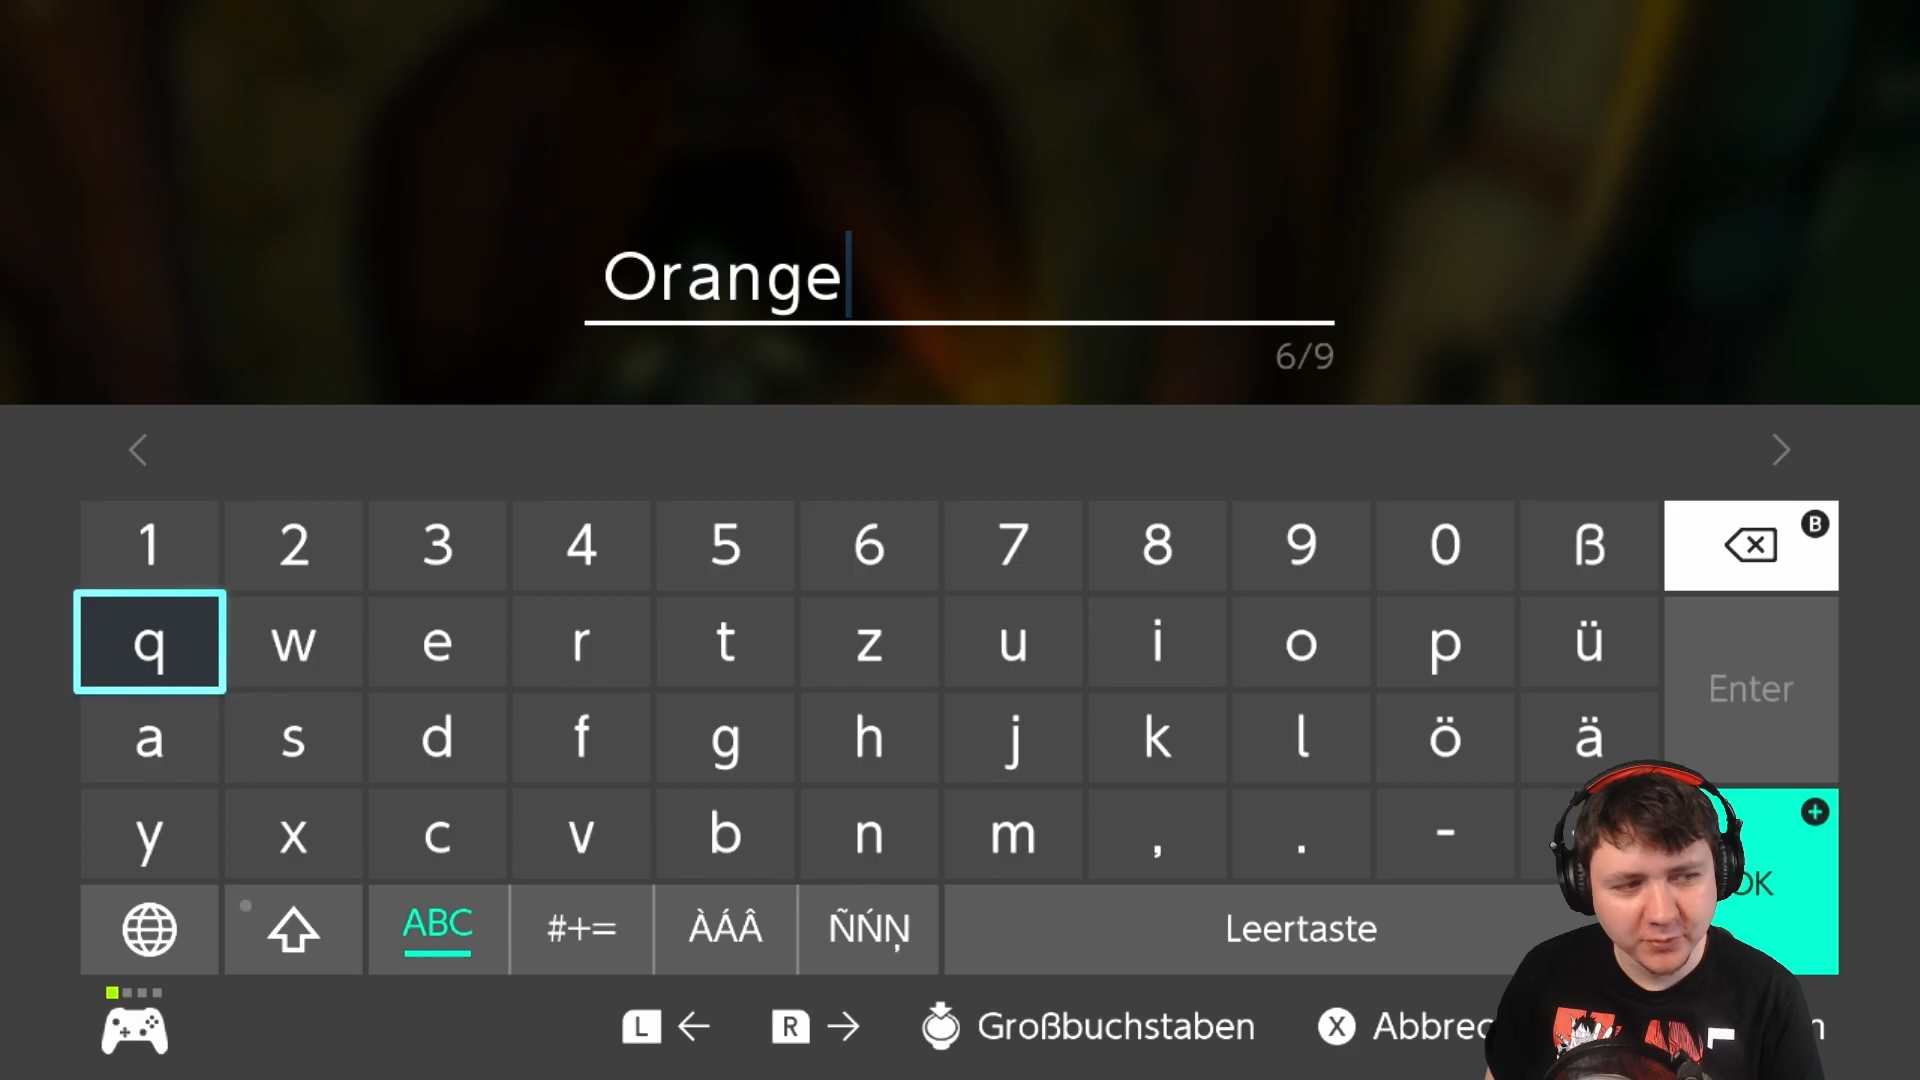 Orange
6/9
1 2 3 4 5 6 7 8 9 0 ß B
q w e r t z u i o p ü
Enter
a s d f g h j k l ö ä
y x c v b n m , . - +
OK
ABC #+= ÀÁÂ ÑŃŅ Leertaste
L ← R → Großbuchstaben X Abbrec